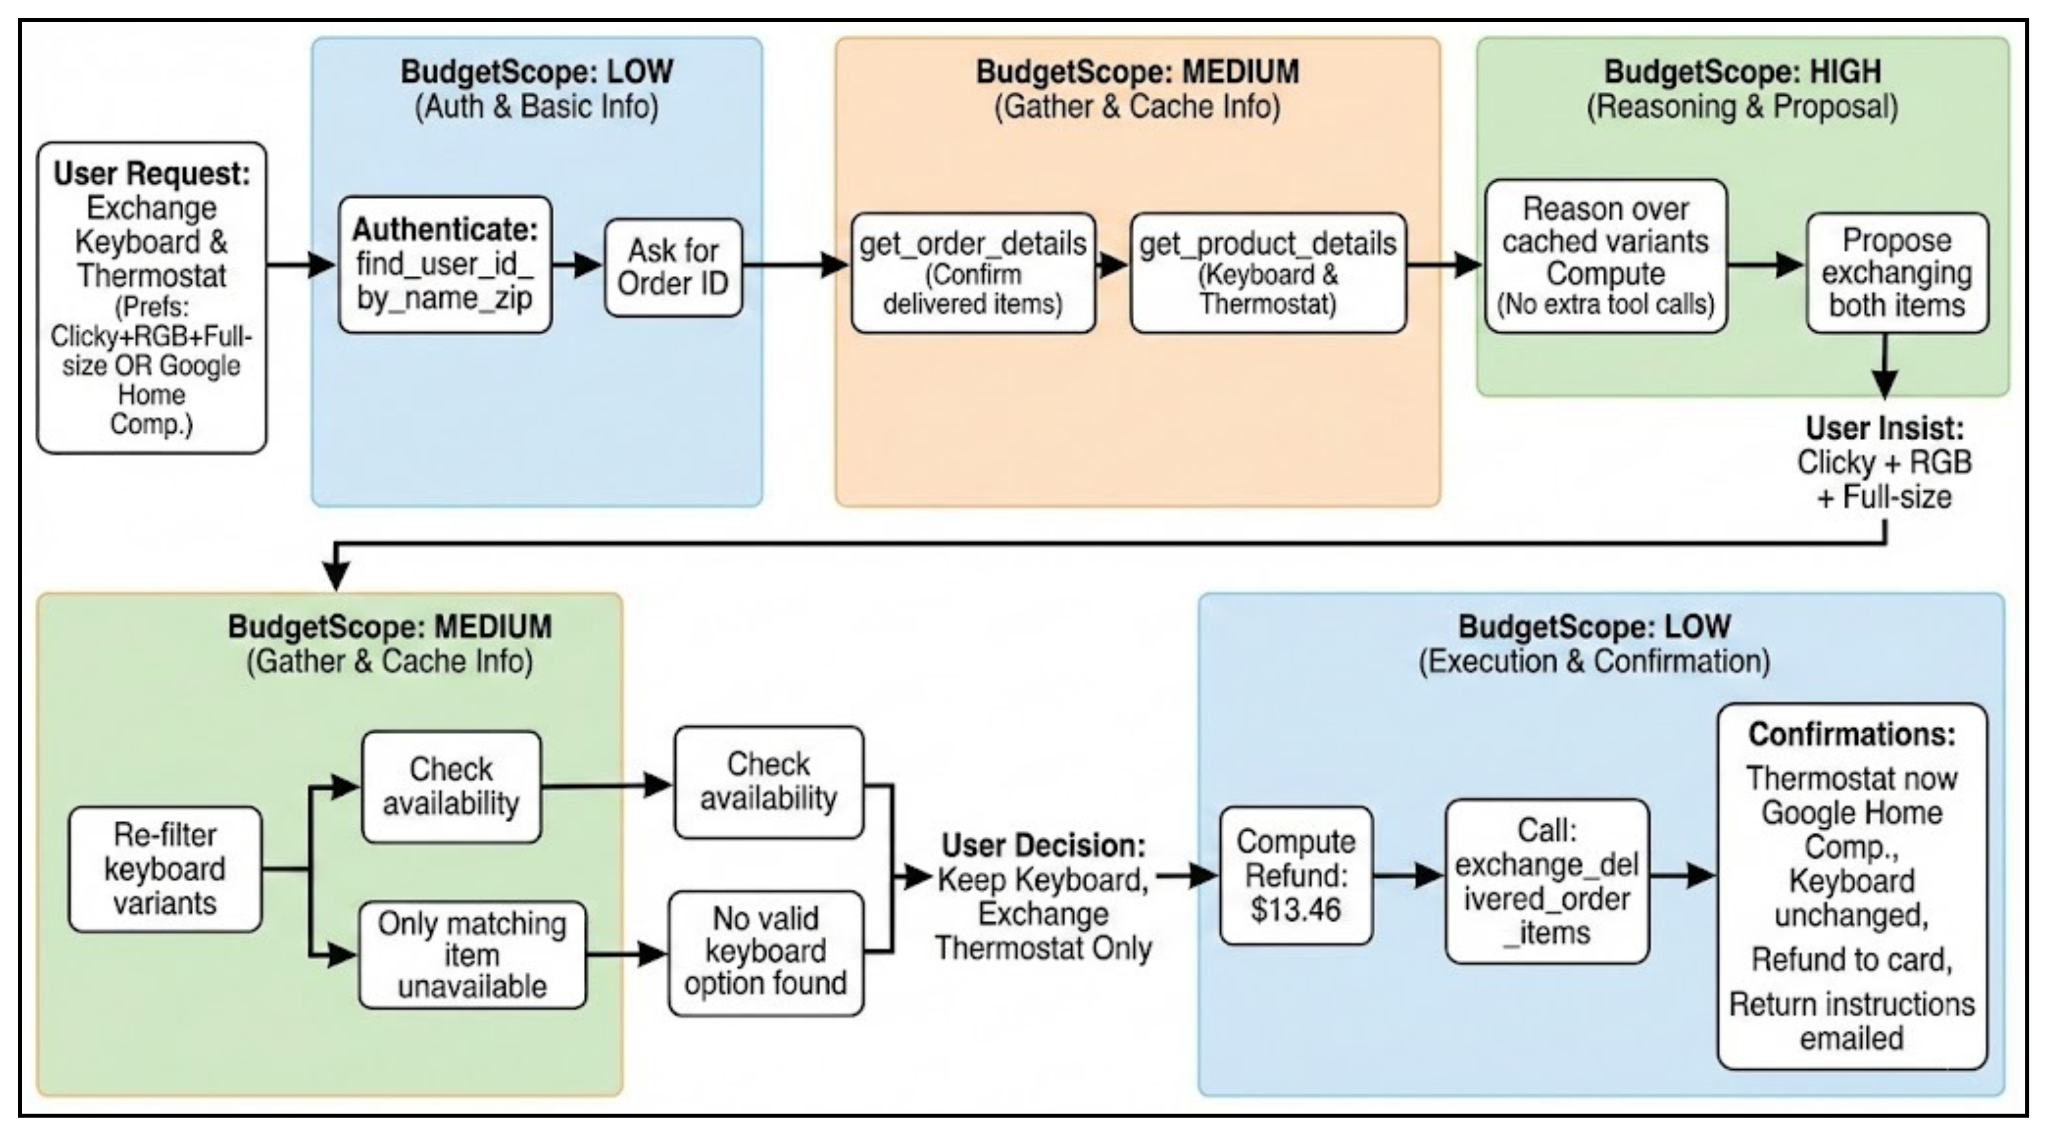 BudgetScope: LOW
(Auth & Basic Info)
BudgetScope: MEDIUM
(Gather & Cache Info)
BudgetScope: HIGH
(Reasoning & Proposal)
User Request:
Exchange
Keyboard &
Thermostat
(Prefs:
Clicky+RGB+Full-
size OR Google
Home
Comp.)
Authenticate:
find_user_id_
by_name_zip
Ask for
Order ID
get_order_details
(Confirm
delivered items)
get_product_details
(Keyboard &
Thermostat)
Reason over
cached variants
Compute
(No extra tool calls)
Propose
exchanging
both items
User Insist:
Clicky + RGB
+ Full-size
BudgetScope: MEDIUM
(Gather & Cache Info)
Re-filter
keyboard
variants
Check
availability
Only matching
item
unavailable
Check
availability
No valid
keyboard
option found
User Decision:
Keep Keyboard,
Exchange
Thermostat Only
BudgetScope: LOW
(Execution & Confirmation)
Compute
Refund:
$13.46
Call:
exchange_del
ivered_order
_items
Confirmations:
Thermostat now
Google Home
Comp.,
Keyboard
unchanged,
Refund to card,
Return instructions
emailed